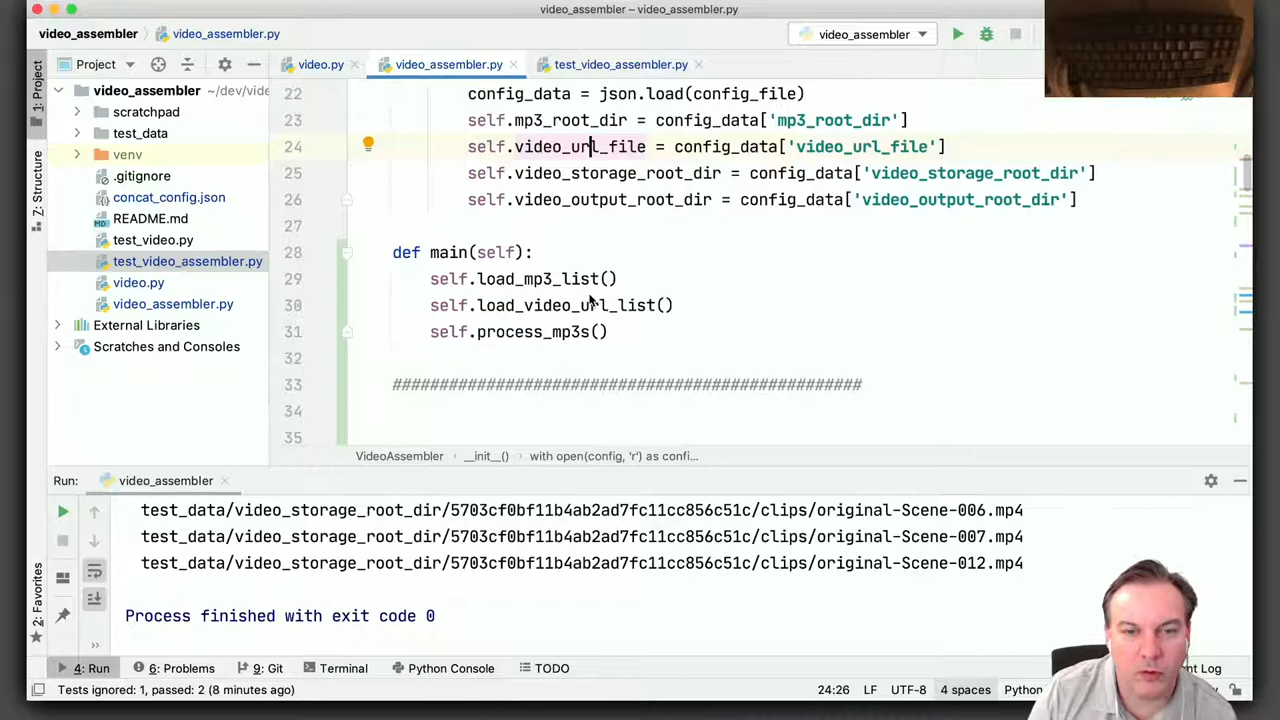 video_assembler – video_assembler.py
video_assembler
video_assembler.py
video_assembler
Project
video.py
video_assembler.py
test_video_assembler.py
1: Project
Z: Structure
2: Favorites
video_assembler ~/dev/vide
scratchpad
test_data
venv
.gitignore
concat_config.json
README.md
test_video.py
test_video_assembler.py
video.py
video_assembler.py
External Libraries
Scratches and Consoles
22 config_data = json.load(config_file)
23 self.mp3_root_dir = config_data['mp3_root_dir']
24 self.video_url_file = config_data['video_url_file']
25 self.video_storage_root_dir = config_data['video_storage_root_dir']
26 self.video_output_root_dir = config_data['video_output_root_dir']
27
28 def main(self):
29 self.load_mp3_list()
30 self.load_video_url_list()
31 self.process_mp3s()
32
33 ##################################################
34
35
VideoAssembler › __init__() › with open(config, 'r') as confi...
Run: video_assembler
test_data/video_storage_root_dir/5703cf0bf11b4ab2ad7fc11cc856c51c/clips/original-Scene-006.mp4
test_data/video_storage_root_dir/5703cf0bf11b4ab2ad7fc11cc856c51c/clips/original-Scene-007.mp4
test_data/video_storage_root_dir/5703cf0bf11b4ab2ad7fc11cc856c51c/clips/original-Scene-012.mp4
Process finished with exit code 0
4: Run 6: Problems 9: Git Terminal Python Console TODO nt Log
Tests ignored: 1, passed: 2 (8 minutes ago) 24:26 LF UTF-8 4 spaces Python